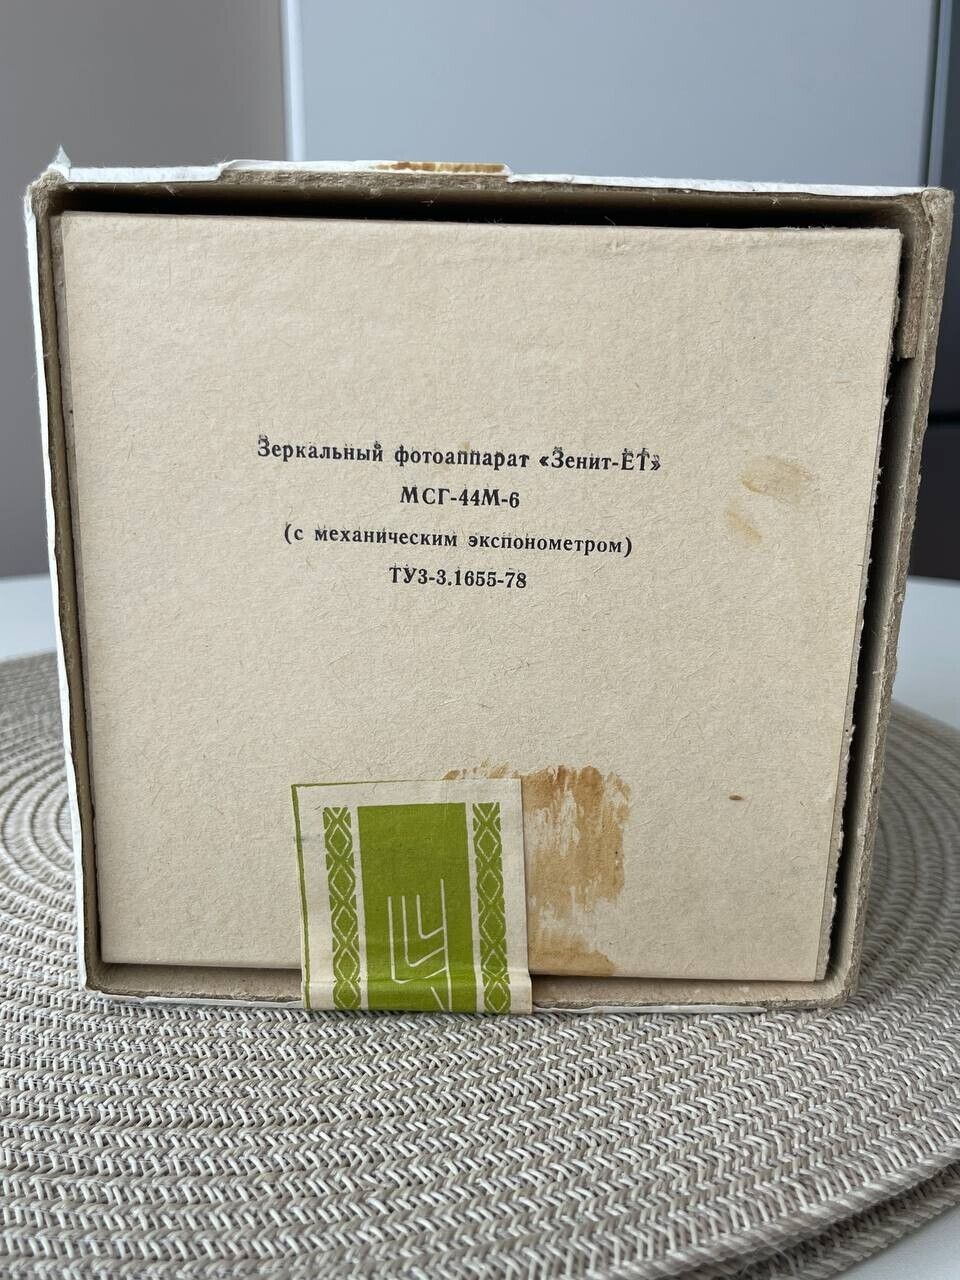 Зеркальный фотоаппарат «Зенит-ЕТ»
МСГ-44М-6
(с механическим экспонометром)
ТУ3-3.1655-78